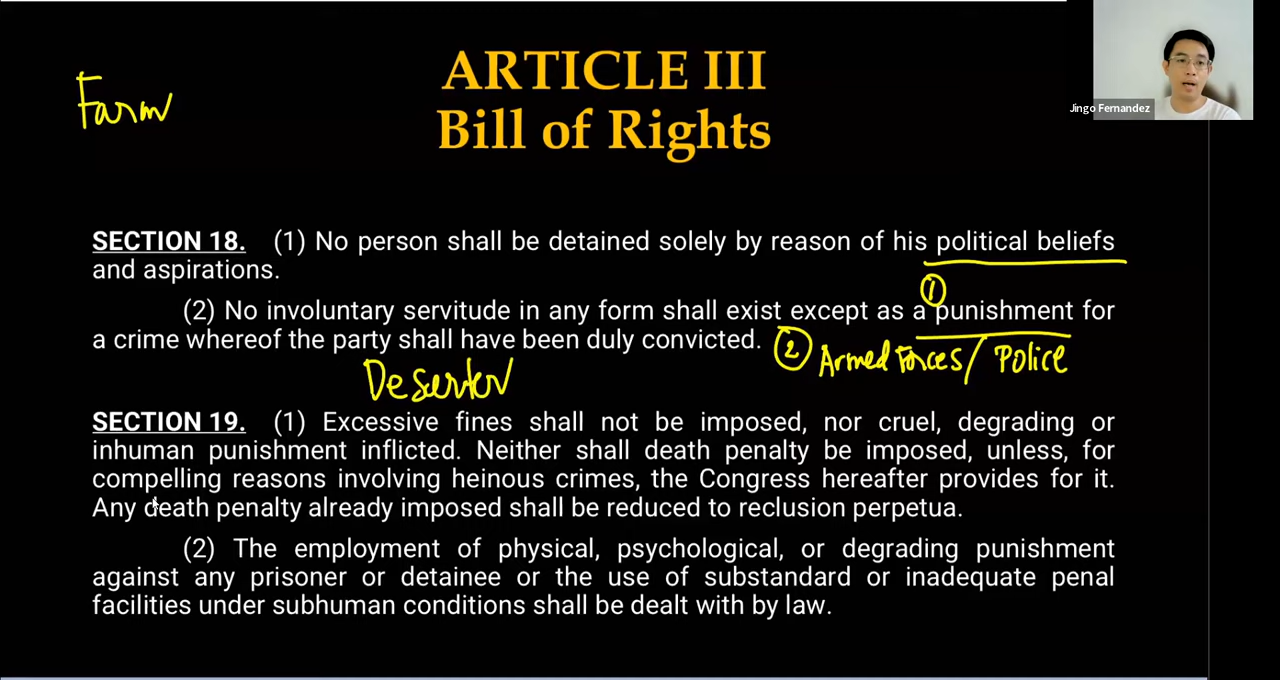 ARTICLE III
Bill of Rights
Farm
Jingo Fernandez
SECTION 18. (1) No person shall be detained solely by reason of his political beliefs
and aspirations.
①
(2) No involuntary servitude in any form shall exist except as a punishment for
a crime whereof the party shall have been duly convicted.
② Armed Forces/ Police
Deserter
SECTION 19. (1) Excessive fines shall not be imposed, nor cruel, degrading or
inhuman punishment inflicted. Neither shall death penalty be imposed, unless, for
compelling reasons involving heinous crimes, the Congress hereafter provides for it.
Any death penalty already imposed shall be reduced to reclusion perpetua.
(2) The employment of physical, psychological, or degrading punishment
against any prisoner or detainee or the use of substandard or inadequate penal
facilities under subhuman conditions shall be dealt with by law.